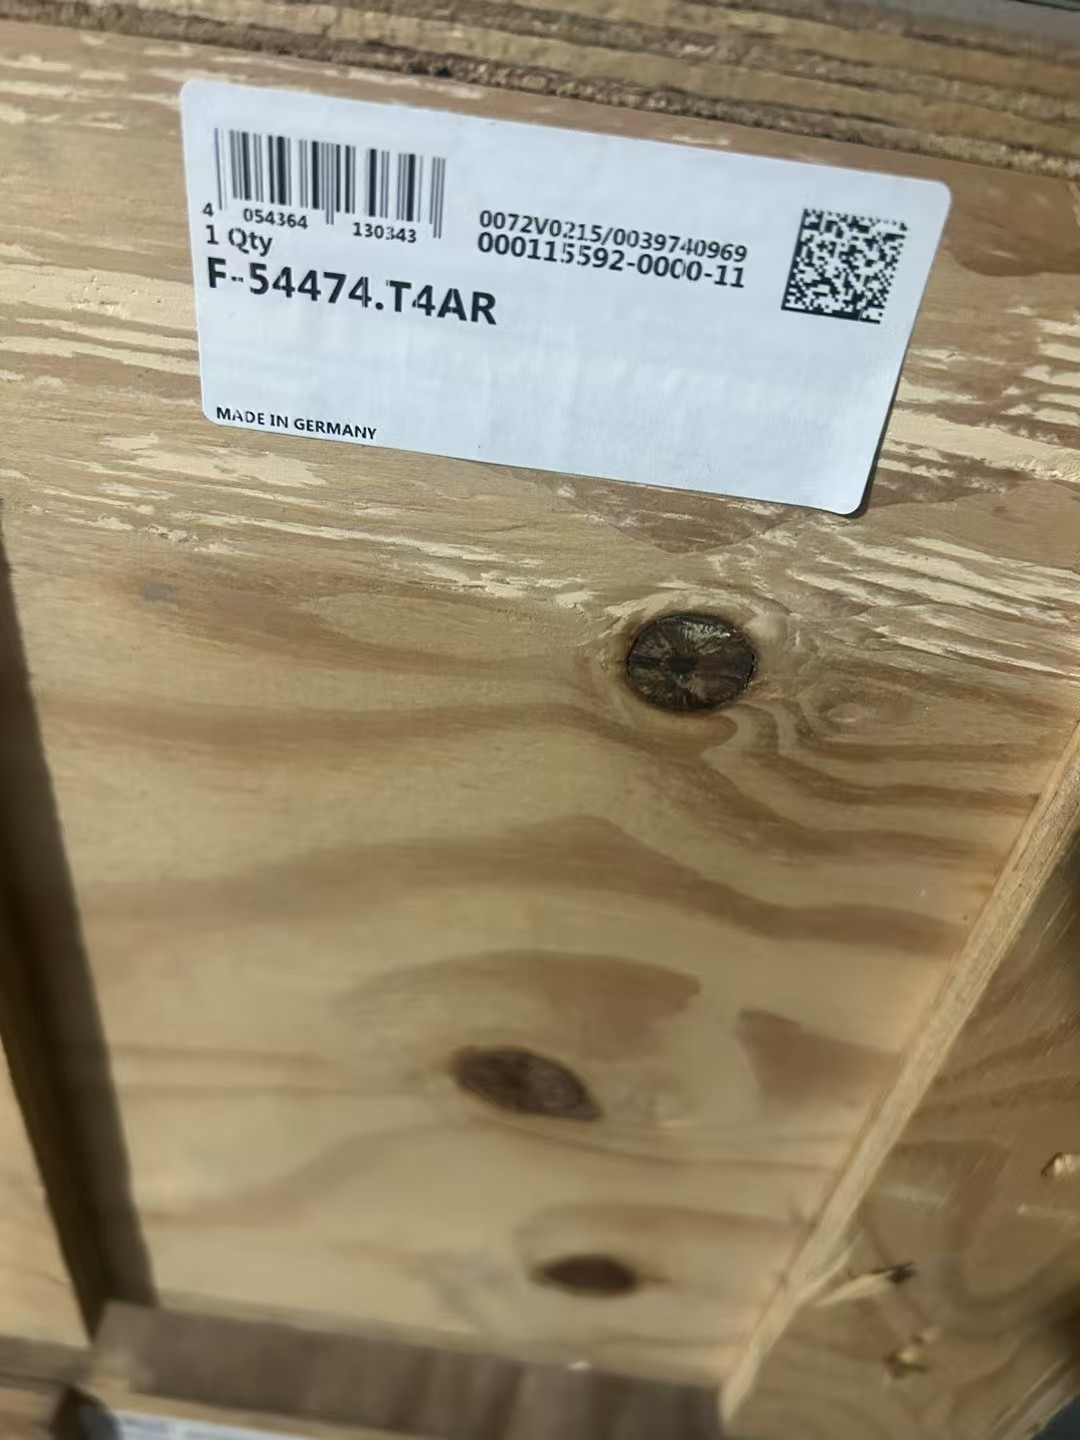 4 054364 130343
1 Qty
F-54474.T4AR
0072V0215/0039740969
000115592-0000-11
MADE IN GERMANY